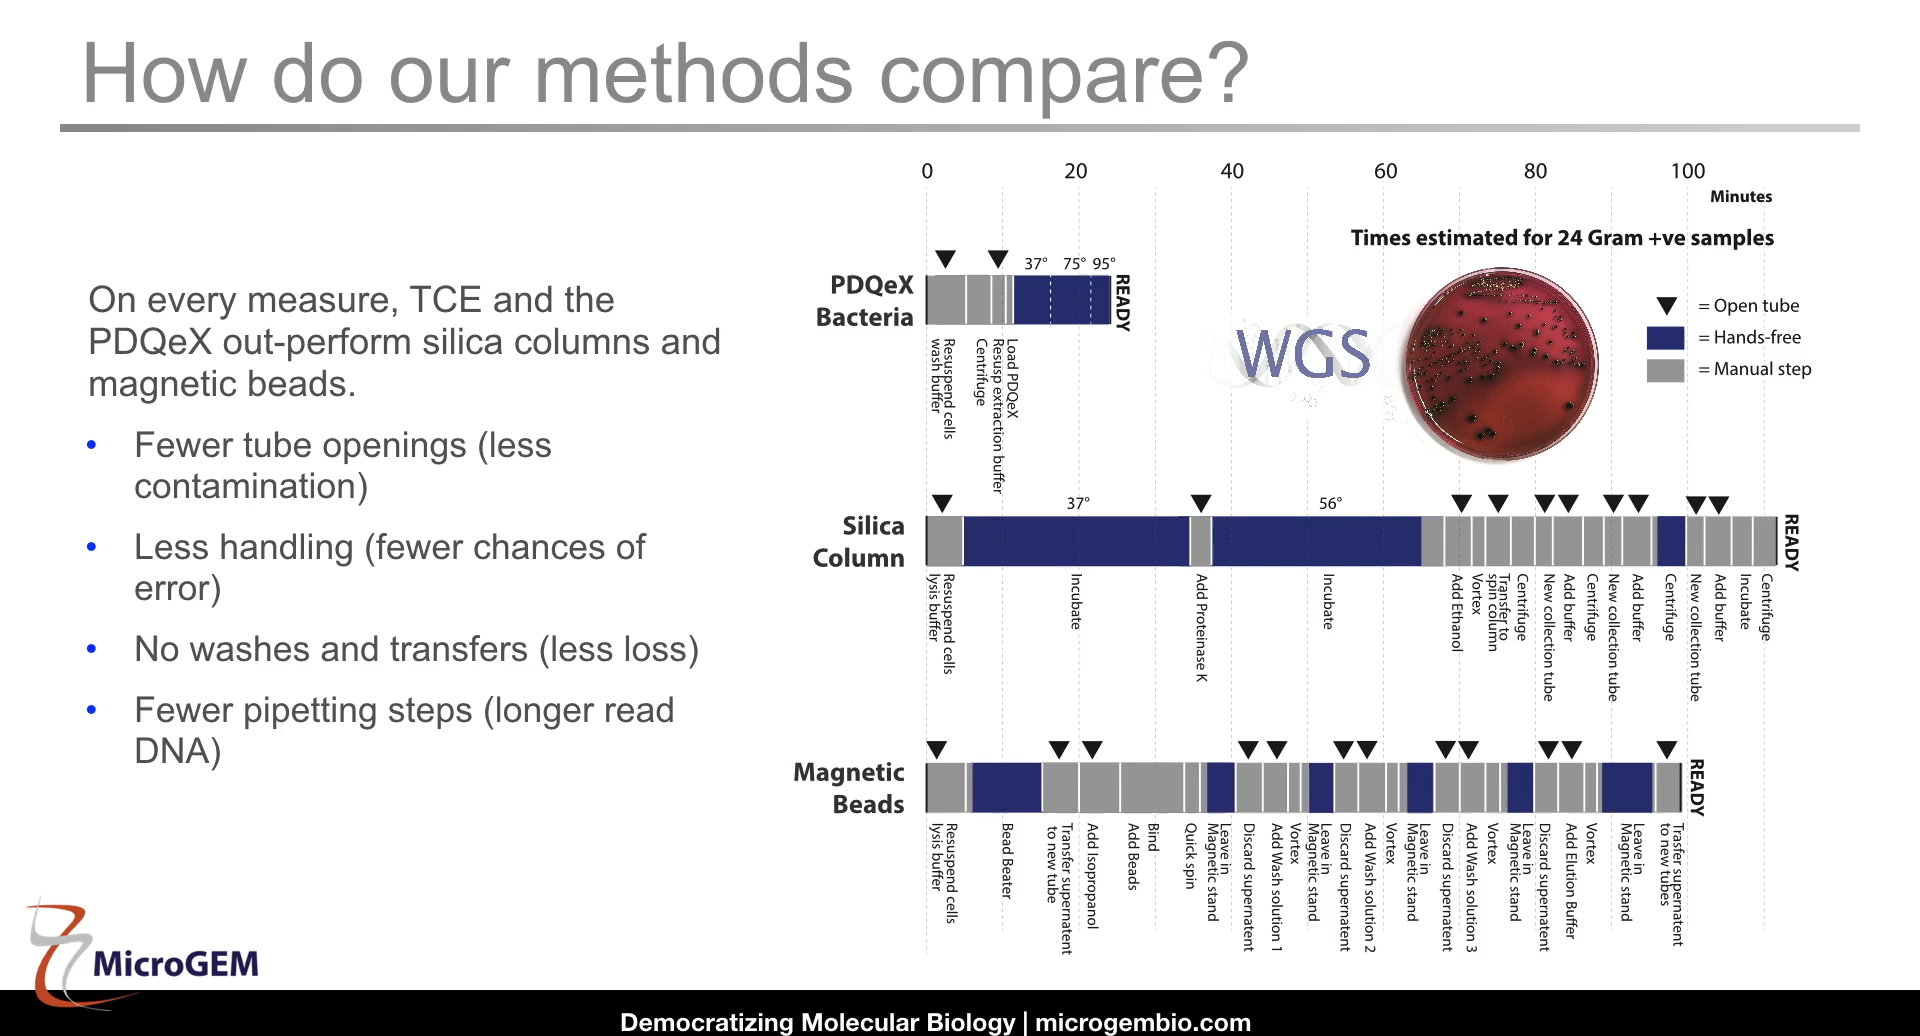 How do our methods compare?
On every measure, TCE and the
PDQeX out-perform silica columns and
magnetic beads.
• Fewer tube openings (less
contamination)
• Less handling (fewer chances of
error)
• No washes and transfers (less loss)
• Fewer pipetting steps (longer read
DNA)
0 20 40 60 80 100
Minutes
Times estimated for 24 Gram +ve samples
= Open tube
= Hands-free
= Manual step
WGS
PDQeX
Bacteria
37° 75° 95°
READY
Resuspend cells
wash buffer
Centrifuge
Resusp extraction buffer
Load PDQeX
Silica
Column
37°
56°
READY
Resuspend cells
lysis buffer
Incubate
Add Proteinase K
Incubate
Add Ethanol
Vortex
Transfer to
spin column
Centrifuge
New collection tube
Add buffer
Centrifuge
New collection tube
Add buffer
Centrifuge
New collection tube
Add buffer
Incubate
Centrifuge
Magnetic
Beads
READY
Resuspend cells
lysis buffer
Bead Beater
Transfer supernatent
to new tube
Add Isopropanol
Add Beads
Bind
Quick spin
Leave in
Magnetic stand
Discard supernatent
Add Wash solution 1
Vortex
Leave in
Magnetic stand
Discard supernatent
Add Wash solution 2
Vortex
Leave in
Magnetic stand
Discard supernatent
Add Wash solution 3
Vortex
Leave in
Magnetic stand
Discard supernatent
Add Elution Buffer
Vortex
Leave in
Magnetic stand
Trasfer supernatent
to new tubes
MicroGEM
Democratizing Molecular Biology | microgembio.com